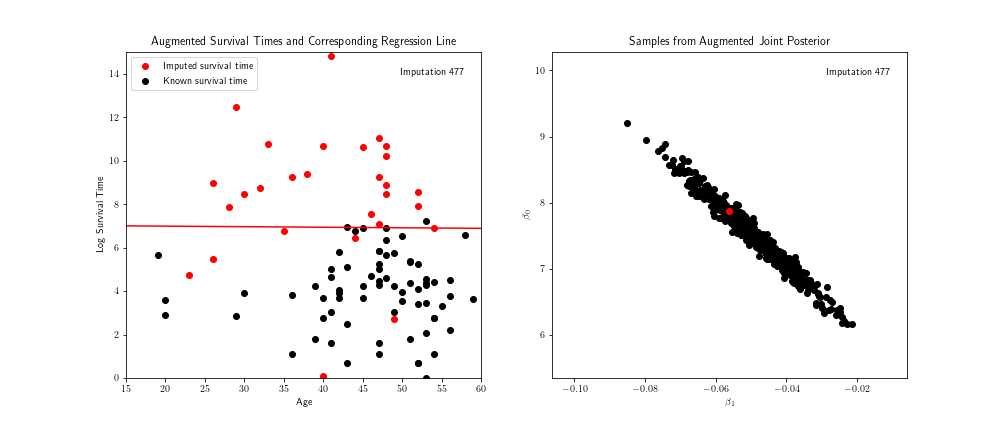 Augmented Survival Times and Corresponding Regression Line
Imputed survival time
Known survival time
Imputation 477
Log Survival Time
14
12
10
8
6
4
2
0
15 20 25 30 35 40 45 50 55 60
Age
Samples from Augmented Joint Posterior
Imputation 477
β₀
10
9
8
7
6
−0.10 −0.08 −0.06 −0.04 −0.02
β₁